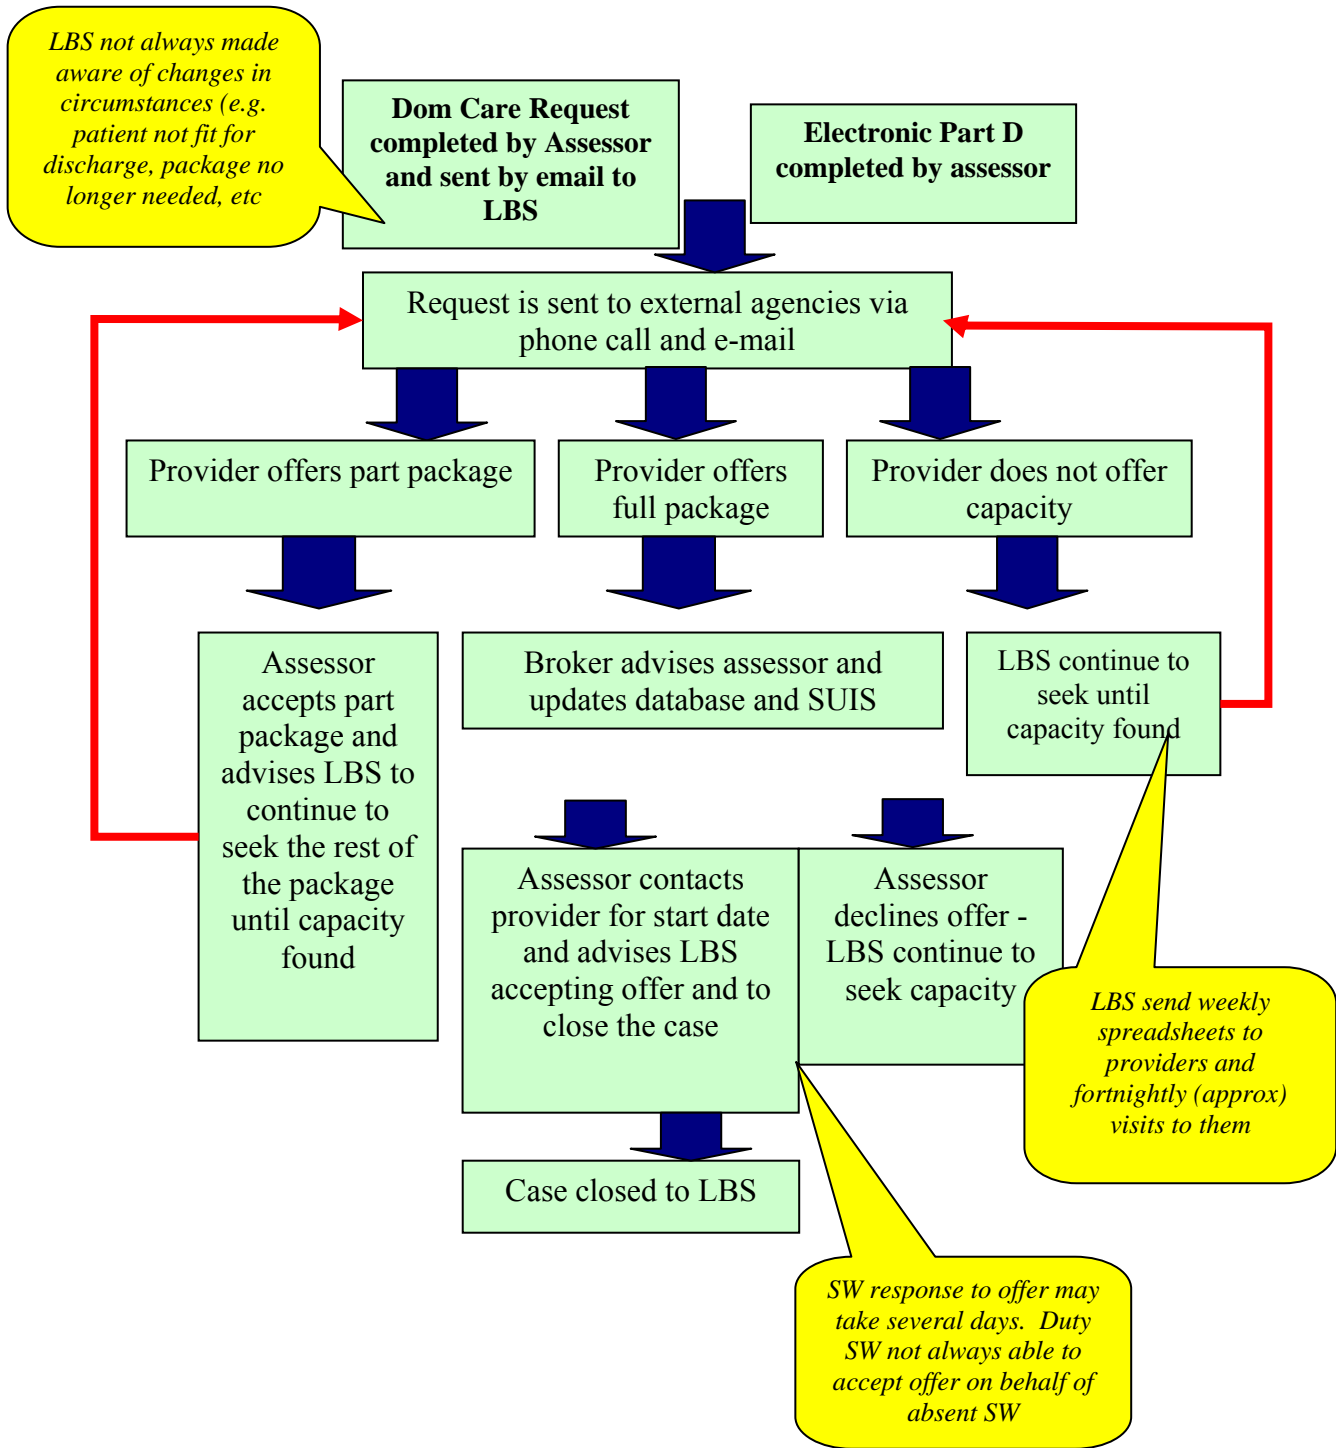 LBS not always made
aware of changes in
circumstances (e.g.
patient not fit for
discharge, package no
longer needed, etc
Dom Care Request
completed by Assessor
and sent by email to
LBS
Electronic Part D
completed by assessor
Request is sent to external agencies via
phone call and e-mail
Provider offers part package
Provider offers
full package
Provider does not offer
capacity
Assessor
accepts part
package and
advises LBS to
continue to
seek the rest of
the package
until capacity
found
Broker advises assessor and
updates database and SUIS
LBS continue to
seek until
capacity found
Assessor contacts
provider for start date
and advises LBS
accepting offer and to
close the case
Assessor
declines offer -
LBS continue to
seek capacity
LBS send weekly
spreadsheets to
providers and
fortnightly (approx)
visits to them
Case closed to LBS
SW response to offer may
take several days.  Duty
SW not always able to
accept offer on behalf of
absent SW